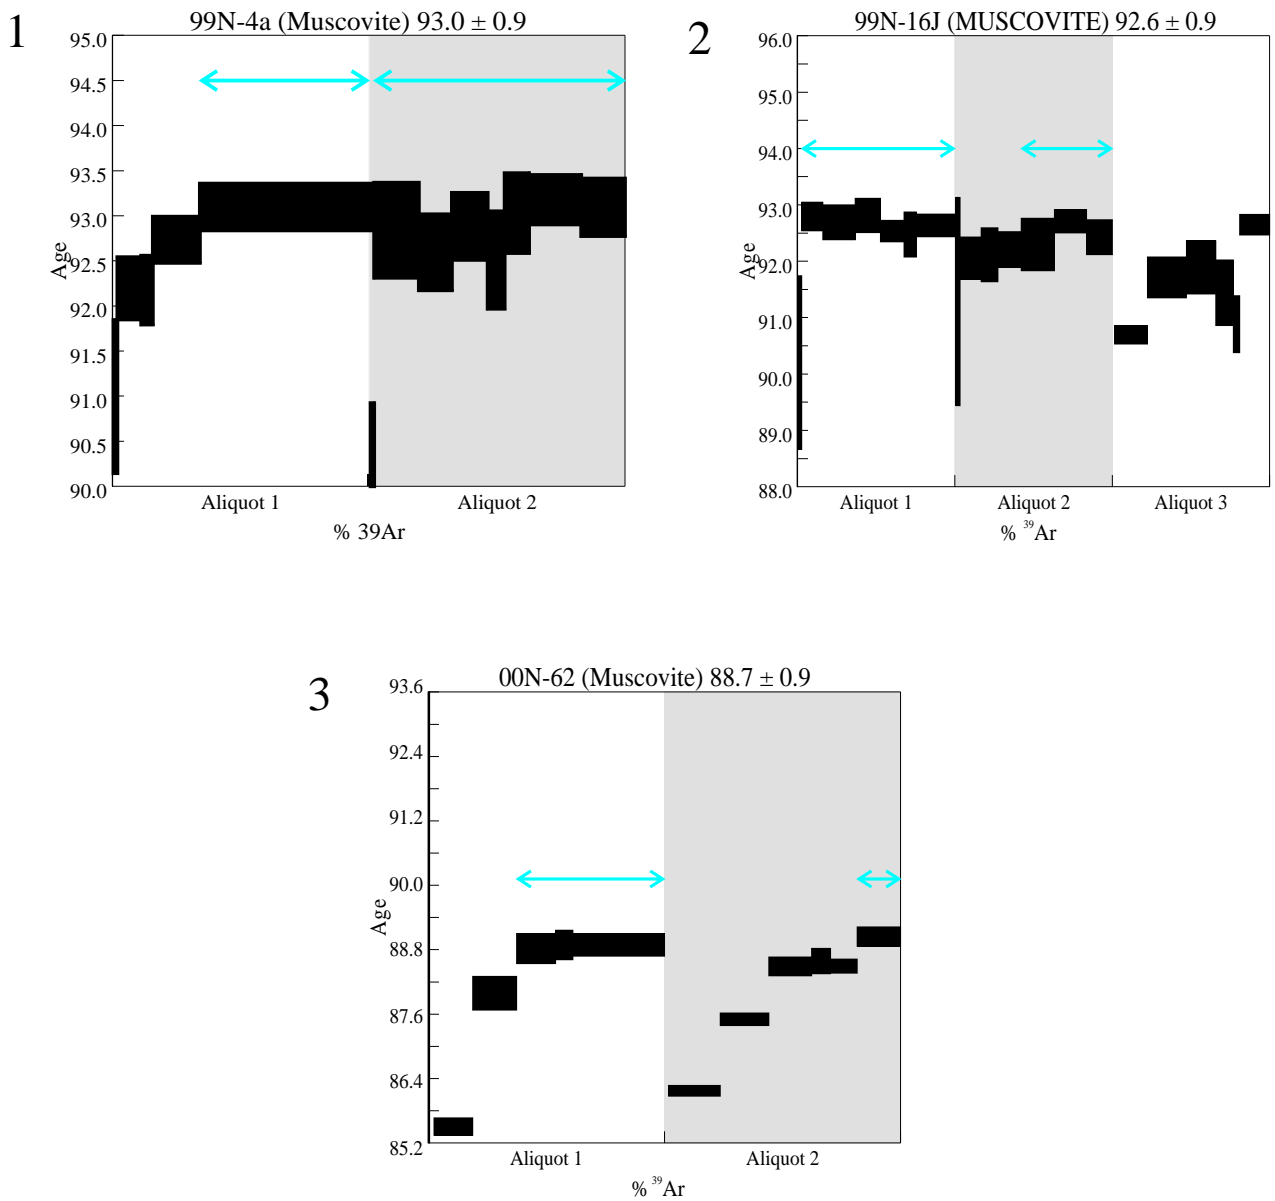 1
99N-4a (Muscovite) 93.0 ± 0.9
95.0
94.5
94.0
93.5
93.0
92.5
92.0
91.5
91.0
90.5
90.0
Age
Aliquot 1
Aliquot 2
% 39Ar
2
99N-16J (MUSCOVITE) 92.6 ± 0.9
96.0
95.0
94.0
93.0
92.0
91.0
90.0
89.0
88.0
Age
Aliquot 1
Aliquot 2
Aliquot 3
% ³⁹Ar
3
00N-62 (Muscovite) 88.7 ± 0.9
93.6
92.4
91.2
90.0
88.8
87.6
86.4
85.2
Age
Aliquot 1
Aliquot 2
% ³⁹Ar